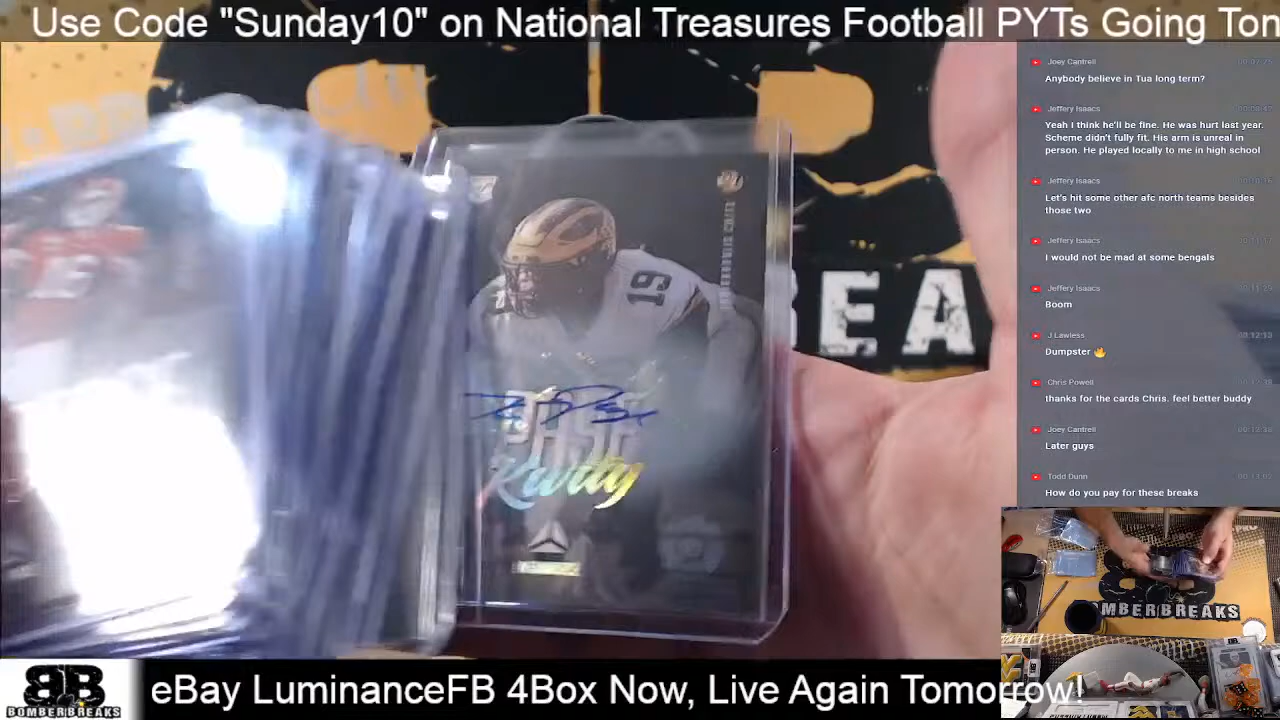 Use Code "Sunday10" on National Treasures Football PYTs Going Ton
Joey Cantrell
Anybody believe in Tua long term?
Jeffery Isaacs
Yeah I think he'll be fine. He was hurt last year.
Scheme didn't fully fit. His arm is unreal in
person. He played locally to me in high school
Jeffery Isaacs
Let's hit some other afc north teams besides
those two
Jeffery Isaacs
I would not be mad at some bengals
Jeffery Isaacs
Boom
J Lawless
Dumpster 🔥
Chris Powell
thanks for the cards Chris. feel better buddy
Joey Cantrell
Later guys
Todd Dunn
How do you pay for these breaks
19
Kwity
BEA
BOMBERBREAKS
BB
BOMBERBREAKS
eBay LuminanceFB 4Box Now, Live Again Tomorrow!